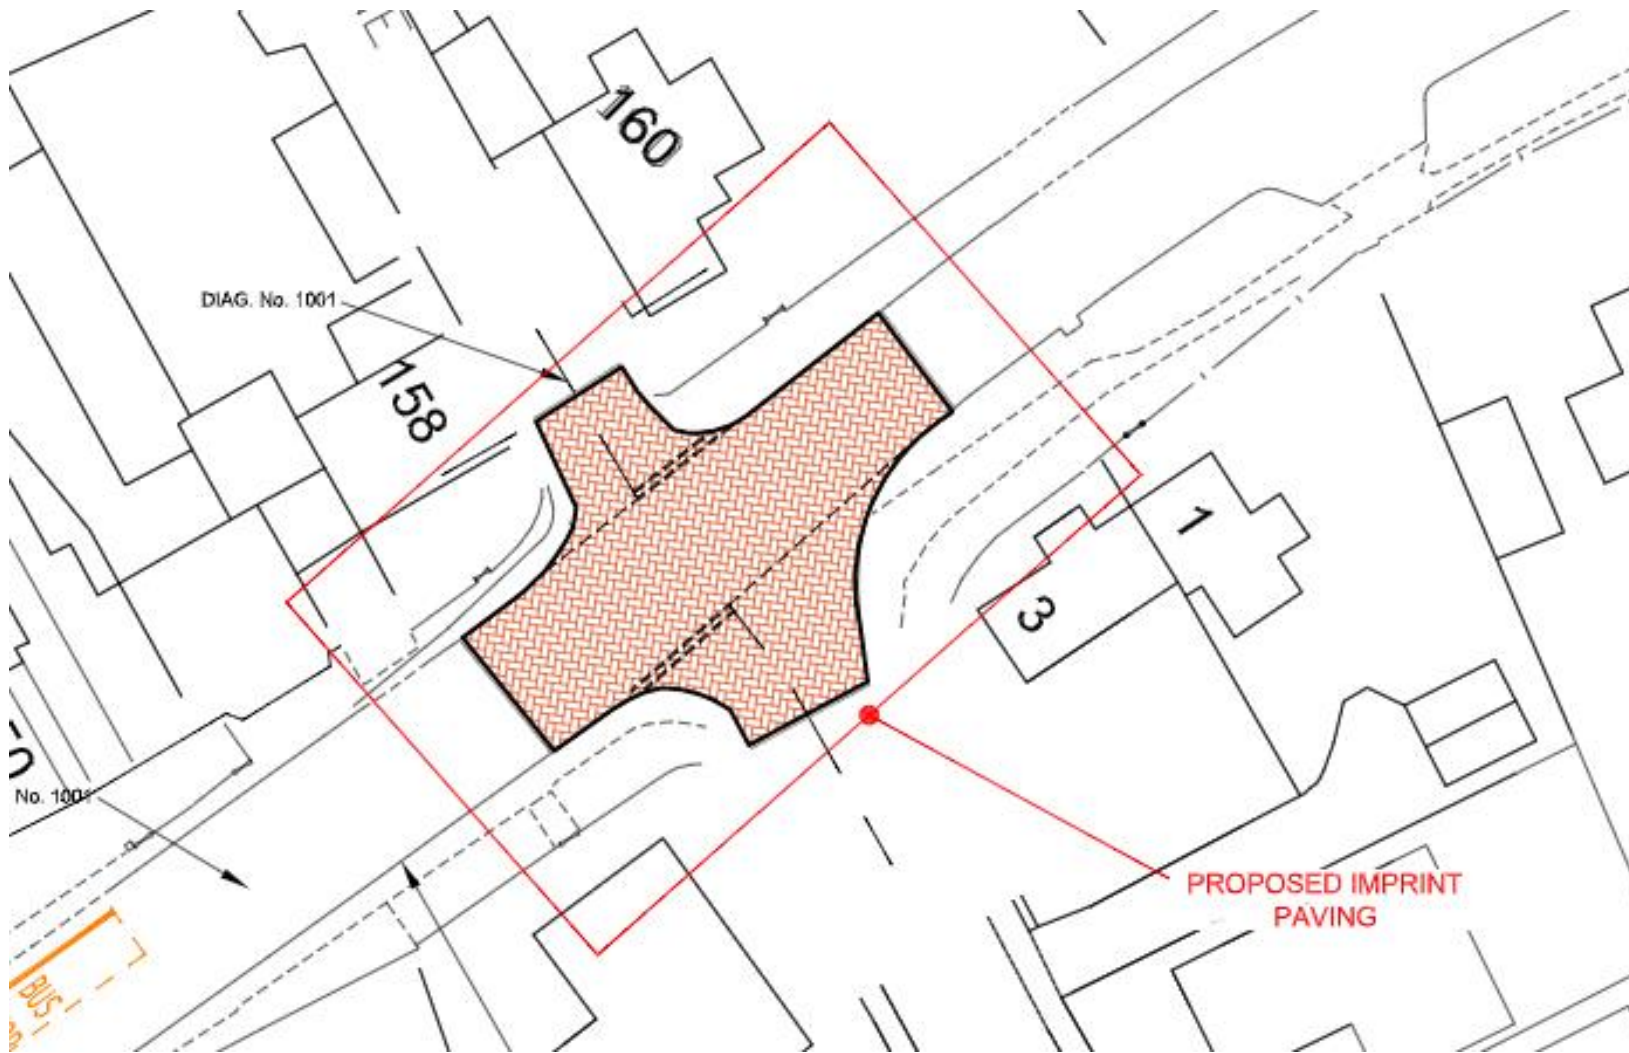 160
DIAG. No. 1001
158
1
3
No. 1001
PROPOSED IMPRINT
PAVING
BUS